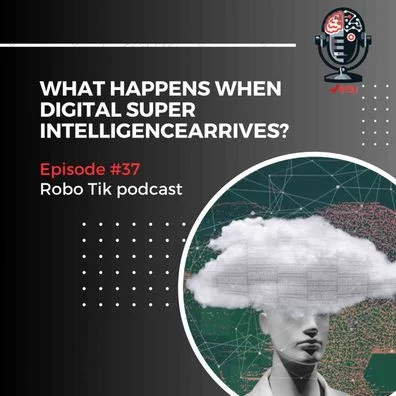 WHAT HAPPENS WHEN
DIGITAL SUPER
INTELLIGENCEARRIVES?
Episode #37
Robo Tik podcast